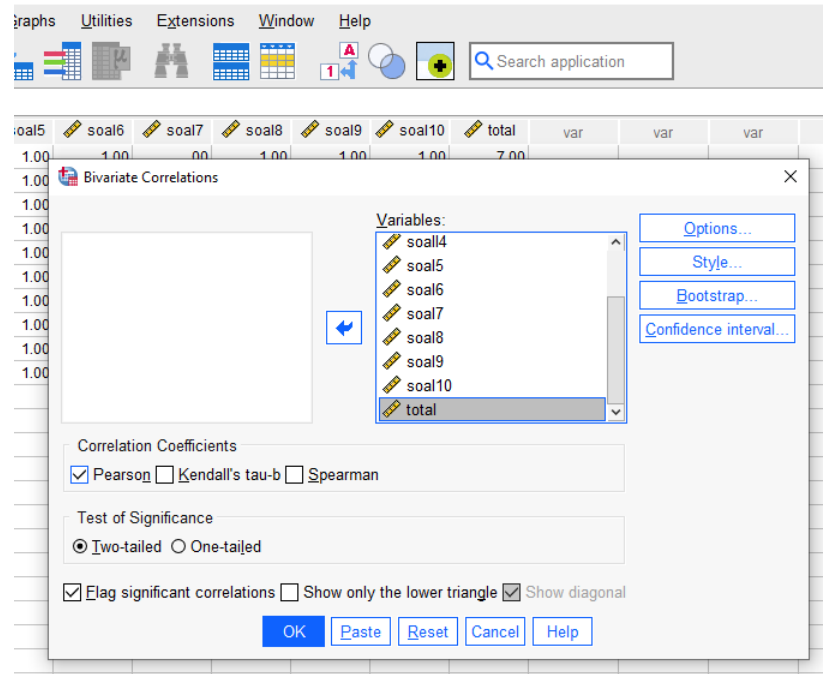 Graphs Utilities Extensions Window Help
A
1
μ
Search application
soal5 soal6 soal7 soal8 soal9 soal10 total var var var
1.00 1.00 .00 1.00 1.00 1.00 7.00
1.00
1.00
1.00
1.00
1.00
1.00
1.00
1.00
1.00
Bivariate Correlations
Variables:
soall4
soal5
soal6
soal7
soal8
soal9
soal10
total
Options...
Style...
Bootstrap...
Confidence interval...
Correlation Coefficients
Pearson Kendall's tau-b Spearman
Test of Significance
Two-tailed One-tailed
Flag significant correlations Show only the lower triangle Show diagonal
OK Paste Reset Cancel Help